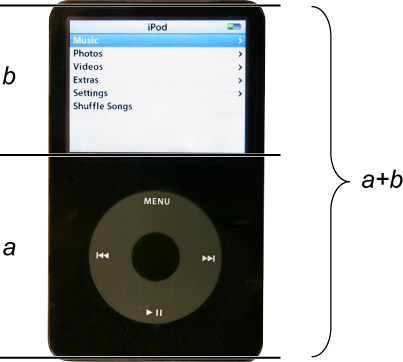 iPod
Music
Photos
Videos
Extras
Settings
Shuffle Songs
b
a+b
a
MENU